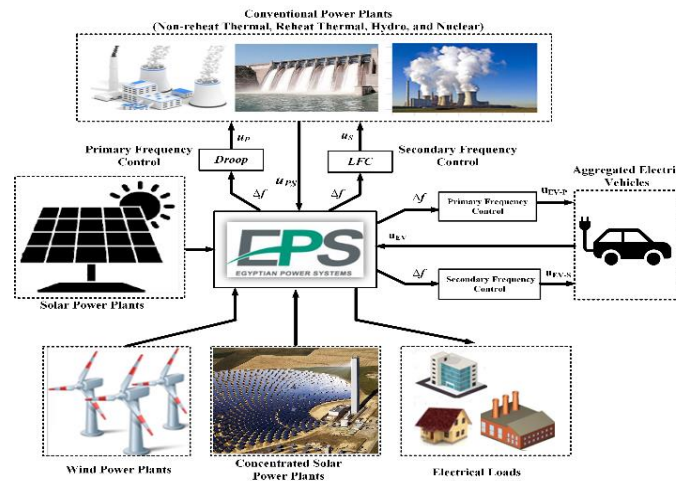 Conventional Power Plants
(Non-reheat Thermal, Reheat Thermal, Hydro, and Nuclear)
Primary Frequency
Control
u_P
Droop
Δf
u_PS
u_S
LFC
Δf
Secondary Frequency
Control
Aggregated Electric
Vehicles
Δf
Primary Frequency
Control
u_EV-P
u_EV
Δf
Secondary Frequency
Control
u_EV-S
EPS
EGYPTIAN POWER SYSTEMS
Solar Power Plants
Wind Power Plants
Concentrated Solar
Power Plants
Electrical Loads